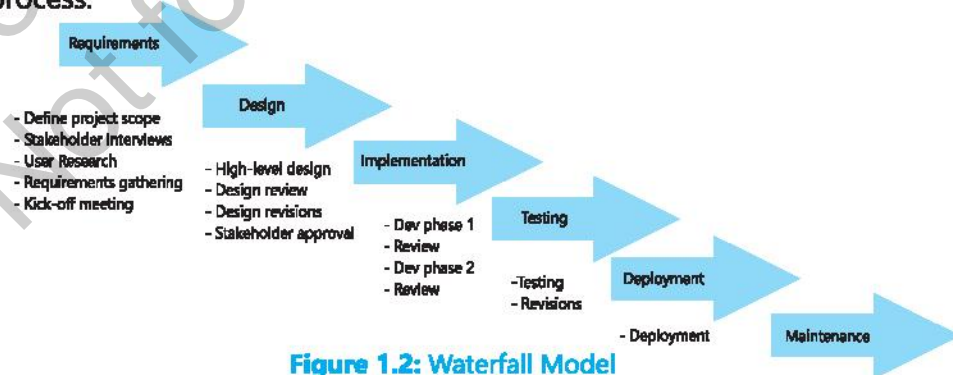 process.
Requirements
- Define project scope
- Stakeholder Interviews
- User Research
- Requirements gathering
- Kick-off meeting
Design
- High-level design
- Design review
- Design revisions
- Stakeholder approval
Implementation
- Dev phase 1
- Review
- Dev phase 2
- Review
Testing
-Testing
- Revisions
Deployment
- Deployment
Maintenance
Figure 1.2: Waterfall Model
Not fo